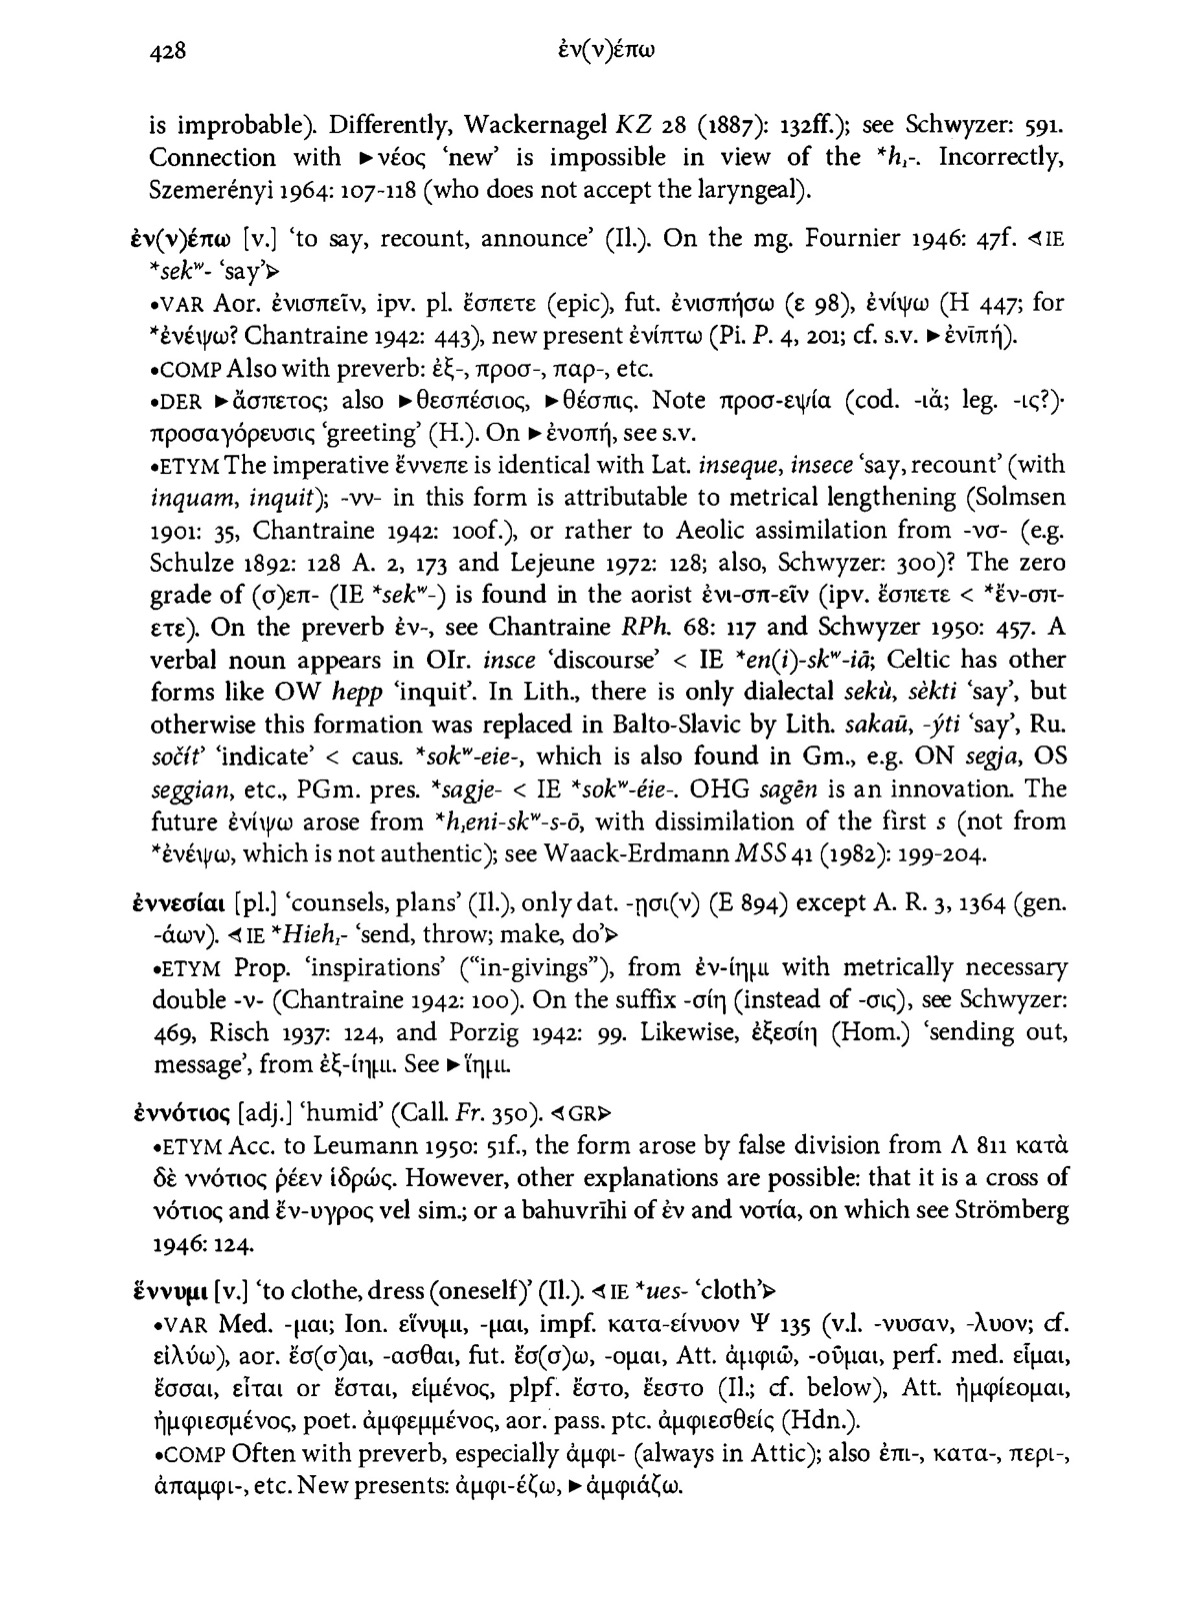 428
ἐν(ν)έπω
is improbable). Differently, Wackernagel KZ 28 (1887): 132ff.); see Schwyzer: 591.
Connection with ►νέος ‘new’ is impossible in view of the *h₁-. Incorrectly,
Szemerényi 1964: 107-118 (who does not accept the laryngeal).
ἐν(ν)έπω [v.] ‘to say, recount, announce’ (Il.). On the mg. Fournier 1946: 47f. ⊲IE
*sekʷ- ‘say’⊳
•VAR Aor. ἐνισπεῖν, ipv. pl. ἔσπετε (epic), fut. ἐνισπήσω (ε 98), ἐνίψω (Η 447; for
*ἐνέψω? Chantraine 1942: 443), new present ἐνίπτω (Pi. P. 4, 201; cf. s.v. ►ἐνῑπή).
•COMP Also with preverb: ἐξ-, προσ-, παρ-, etc.
•DER ►ἄσπετος; also ►θεσπέσιος, ►θέσπις. Note προσ-εψία (cod. -ιᾰ́; leg. -ις?)·
προσαγόρευσις ‘greeting’ (H.). On ►ἐνοπή, see s.v.
•ETYM The imperative ἔννεπε is identical with Lat. inseque, insece ‘say, recount’ (with
inquam, inquit); -νν- in this form is attributable to metrical lengthening (Solmsen
1901: 35, Chantraine 1942: 100f.), or rather to Aeolic assimilation from -νσ- (e.g.
Schulze 1892: 128 A. 2, 173 and Lejeune 1972: 128; also, Schwyzer: 300)? The zero
grade of (σ)επ- (IE *sekʷ-) is found in the aorist ἐνι-σπ-εῖν (ipv. ἔσπετε < *ἔν-σπ-
ετε). On the preverb ἐν-, see Chantraine RPh. 68: 117 and Schwyzer 1950: 457. A
verbal noun appears in OIr. insce ‘discourse’ < IE *en(i)-skʷ-iā; Celtic has other
forms like OW hepp ‘inquit’. In Lith., there is only dialectal sekù, sèkti ‘say’, but
otherwise this formation was replaced in Balto-Slavic by Lith. sakaũ, -ýti ‘say’, Ru.
sočít’ ‘indicate’ < caus. *sokʷ-eie-, which is also found in Gm., e.g. ON segja, OS
seggian, etc., PGm. pres. *sagje- < IE *sokʷ-éie-. OHG sagēn is an innovation. The
future ἐνίψω arose from *h₁eni-skʷ-s-ō, with dissimilation of the first s (not from
*ἐνέψω, which is not authentic); see Waack-Erdmann MSS 41 (1982): 199-204.
ἐννεσίαι [pl.] ‘counsels, plans’ (Il.), only dat. -ῃσι(ν) (Ε 894) except A. R. 3, 1364 (gen.
-άων). ⊲IE *Hieh₁- ‘send, throw; make, do’⊳
•ETYM Prop. ‘inspirations’ (“in-givings”), from ἐν-ίημι with metrically necessary
double -ν- (Chantraine 1942: 100). On the suffix -σίη (instead of -σις), see Schwyzer:
469, Risch 1937: 124, and Porzig 1942: 99. Likewise, ἐξεσίη (Hom.) ‘sending out,
message’, from ἐξ-ίημι. See ►ἵημι.
ἐννότιος [adj.] ‘humid’ (Call. Fr. 350). ⊲GR⊳
•ETYM Acc. to Leumann 1950: 51f., the form arose by false division from Λ 811 κατὰ
δὲ ννότιος ῥέεν ἱδρώς. However, other explanations are possible: that it is a cross of
νότιος and ἔν-υγρος vel sim.; or a bahuvrīhi of ἐν and νοτία, on which see Strömberg
1946: 124.
ἕννυμι [v.] ‘to clothe, dress (oneself)’ (Il.). ⊲IE *ues- ‘cloth’⊳
•VAR Med. -μαι; Ion. εἵνυμι, -μαι, impf. κατα-είνυον Ψ 135 (v.l. -νυσαν, -λυον; cf.
εἰλύω), aor. ἕσ(σ)αι, -ασθαι, fut. ἕσ(σ)ω, -ομαι, Att. ἀμφιῶ, -οῦμαι, perf. med. εἷμαι,
ἕσσαι, εἷται or ἕσται, εἱμένος, plpf. ἕστο, ἕεστο (Il.; cf. below), Att. ἠμφίεσμαι,
ἠμφιεσμένος, poet. ἀμφεμμένος, aor. pass. ptc. ἀμφιεσθείς (Hdn.).
•COMP Often with preverb, especially ἀμφι- (always in Attic); also ἐπι-, κατα-, περι-,
ἀπαμφι-, etc. New presents: ἀμφι-έζω, ►ἀμφιάζω.